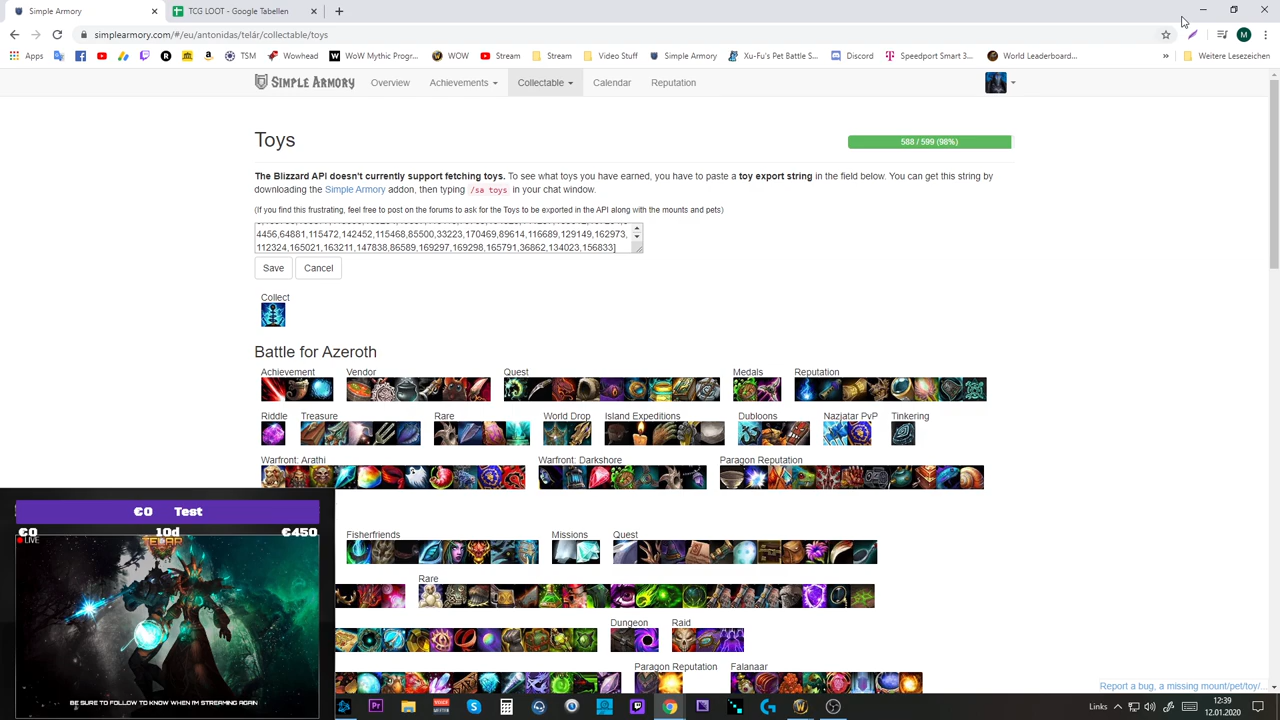 Simple Armory
TCG LOOT - Google Tabellen
simplearmory.com/#/eu/antonidas/telár/collectable/toys
Apps
TSM
Wowhead
WoW Mythic Progr...
WOW
Stream
Stream
Video Stuff
Simple Armory
Xu-Fu's Pet Battle S...
Discord
Speedport Smart 3...
World Leaderboard...
»
Weitere Lesezeichen
SIMPLE ARMORY
Overview
Achievements
Collectable
Calendar
Reputation
Toys
588 / 599 (98%)
The Blizzard API doesn't currently support fetching toys. To see what toys you have earned, you have to paste a toy export string in the field below. You can get this string by
downloading the Simple Armory addon, then typing /sa toys in your chat window.
(If you find this frustrating, feel free to post on the forums to ask for the Toys to be exported in the API along with the mounts and pets)
4456,64881,115472,142452,115468,85500,33223,170469,89614,116689,129149,162973,
112324,165021,163211,147838,86589,169297,169298,165791,36862,134023,156833]
Save
Cancel
Collect
Battle for Azeroth
Achievement
Vendor
Quest
Medals
Reputation
Riddle
Treasure
Rare
World Drop
Island Expeditions
Dubloons
Nazjatar PvP
Tinkering
Warfront: Arathi
Warfront: Darkshore
Paragon Reputation
Fisherfriends
Missions
Quest
Rare
Dungeon
Raid
Paragon Reputation
Falanaar
€0 Test
€0
10d
€450
LIVE
TELAR
BE SURE TO FOLLOW TO KNOW WHEN I'M STREAMING AGAIN
Report a bug, a missing mount/pet/toy/...
Links
»
12:39
12.01.2020